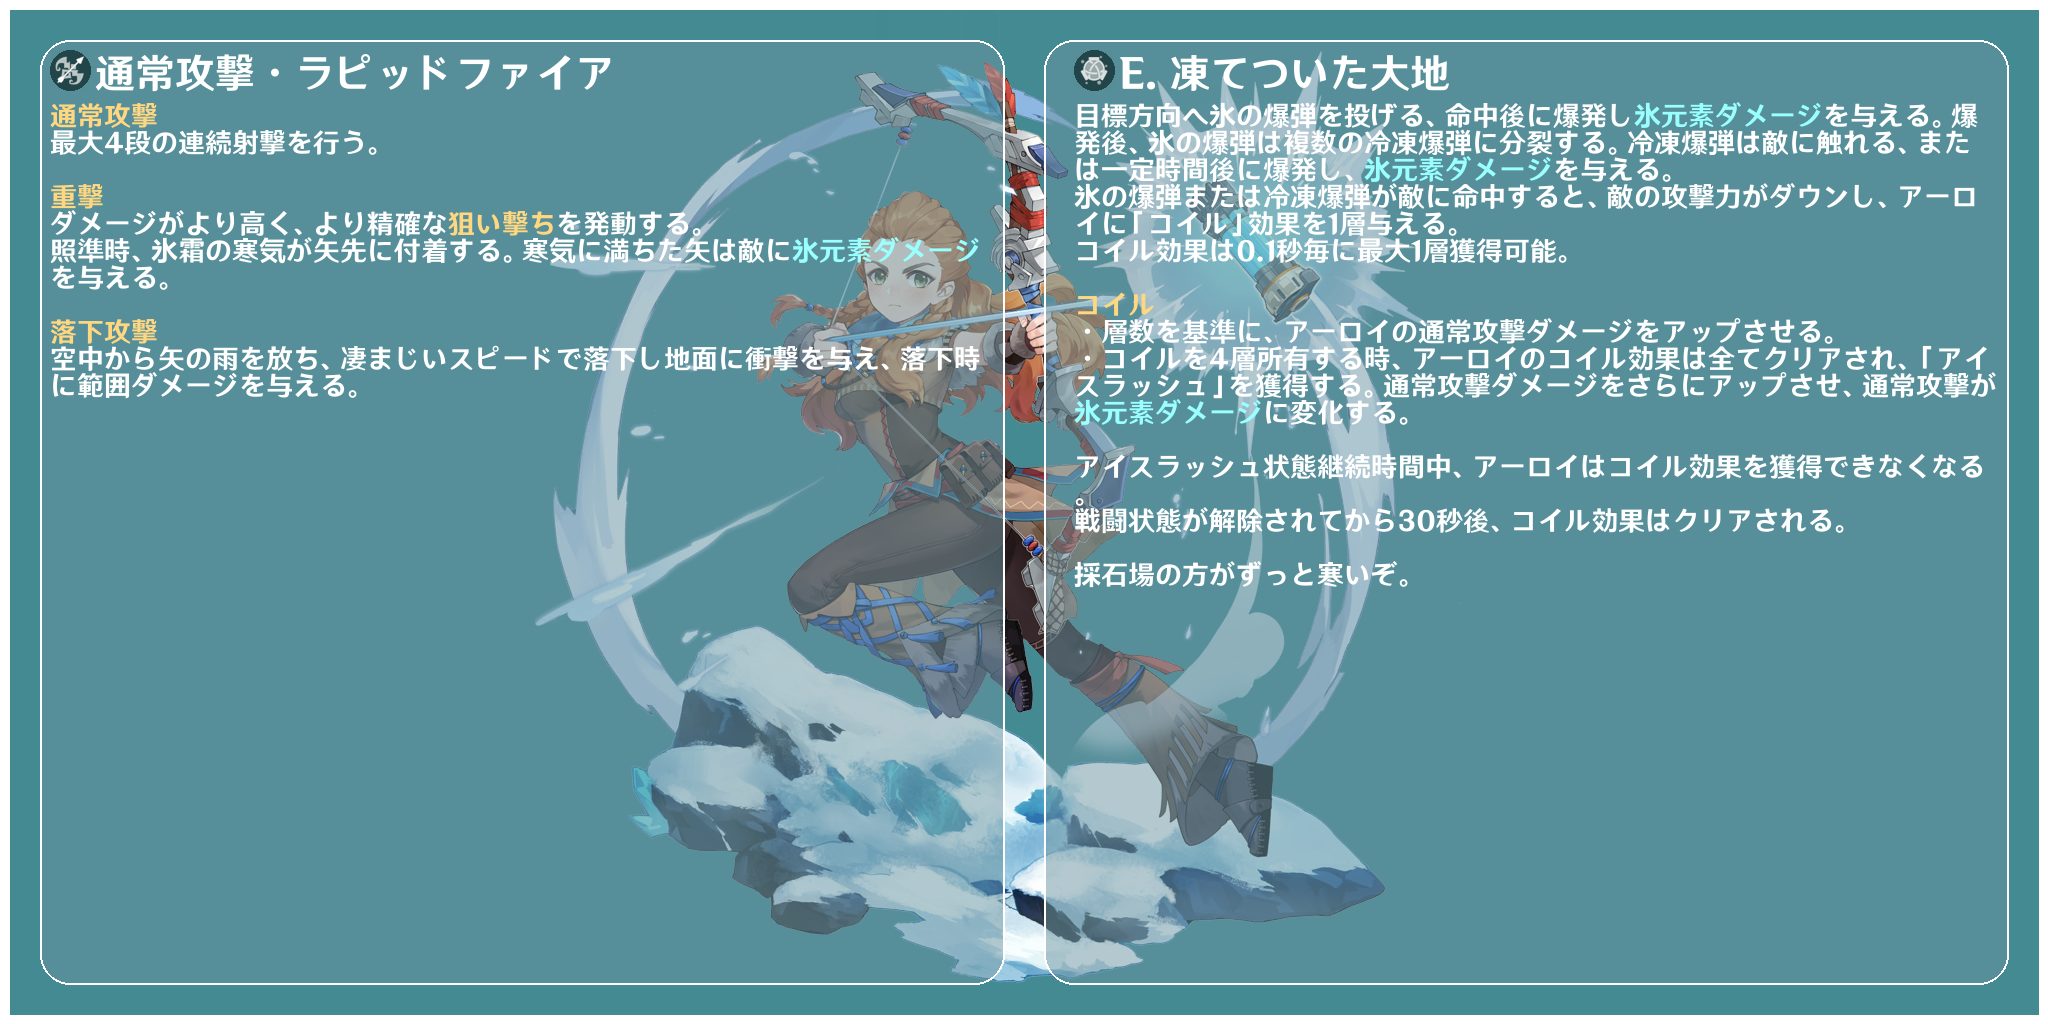 通常攻撃・ラピッドファイア
通常攻撃
最大4段の連続射撃を行う。
重撃
ダメージがより高く、より精確な狙い撃ちを発動する。
照準時、氷霜の寒気が矢先に付着する。寒気に満ちた矢は敵に氷元素ダメージ
を与える。
落下攻撃
空中から矢の雨を放ち、凄まじいスピードで落下し地面に衝撃を与え、落下時
に範囲ダメージを与える。
E. 凍てついた大地
目標方向へ氷の爆弾を投げる、命中後に爆発し氷元素ダメージを与える。爆
発後、氷の爆弾は複数の冷凍爆弾に分裂する。冷凍爆弾は敵に触れる、また
は一定時間後に爆発し、氷元素ダメージを与える。
氷の爆弾または冷凍爆弾が敵に命中すると、敵の攻撃力がダウンし、アーロ
イに「コイル」効果を1層与える。
コイル効果は0.1秒毎に最大1層獲得可能。
コイル
・層数を基準に、アーロイの通常攻撃ダメージをアップさせる。
・コイルを4層所有する時、アーロイのコイル効果は全てクリアされ、「アイ
スラッシュ」を獲得する。通常攻撃ダメージをさらにアップさせ、通常攻撃が
氷元素ダメージに変化する。
アイスラッシュ状態継続時間中、アーロイはコイル効果を獲得できなくなる
。
戦闘状態が解除されてから30秒後、コイル効果はクリアされる。
採石場の方がずっと寒いぞ。